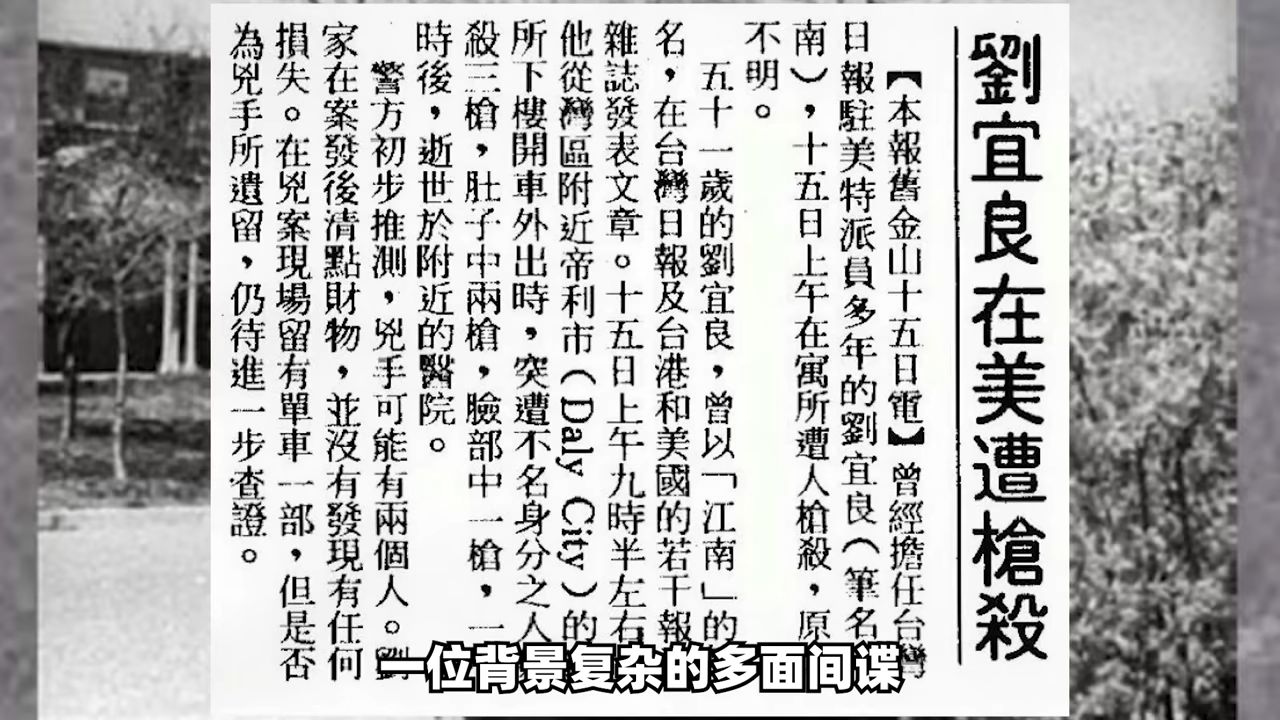 劉宜良在美遭槍殺
【本報舊金山十五日電】曾經擔任台灣
日報駐美特派員多年的劉宜良（筆名
南），十五日上午在寓所遭人槍殺，原
不明。
五十一歲的劉宜良，曾以「江南」的
名，在台灣日報及台港和美國的若干報
雜誌發表文章。十五日上午九時半左右
他從灣區附近帝利市（Daly City）的
所下樓開車外出時，突遭不名身分之人
殺三槍，肚子中兩槍，臉部中一槍，一
時後，逝世於附近的醫院。
警方初步推測，兇手可能有兩個人。劉
家在案發後清點財物，並沒有發現有任何
損失。在兇案現場留有單車一部，但是否
為兇手所遺留，仍待進一步查證。
一位背景复杂的多面间谍